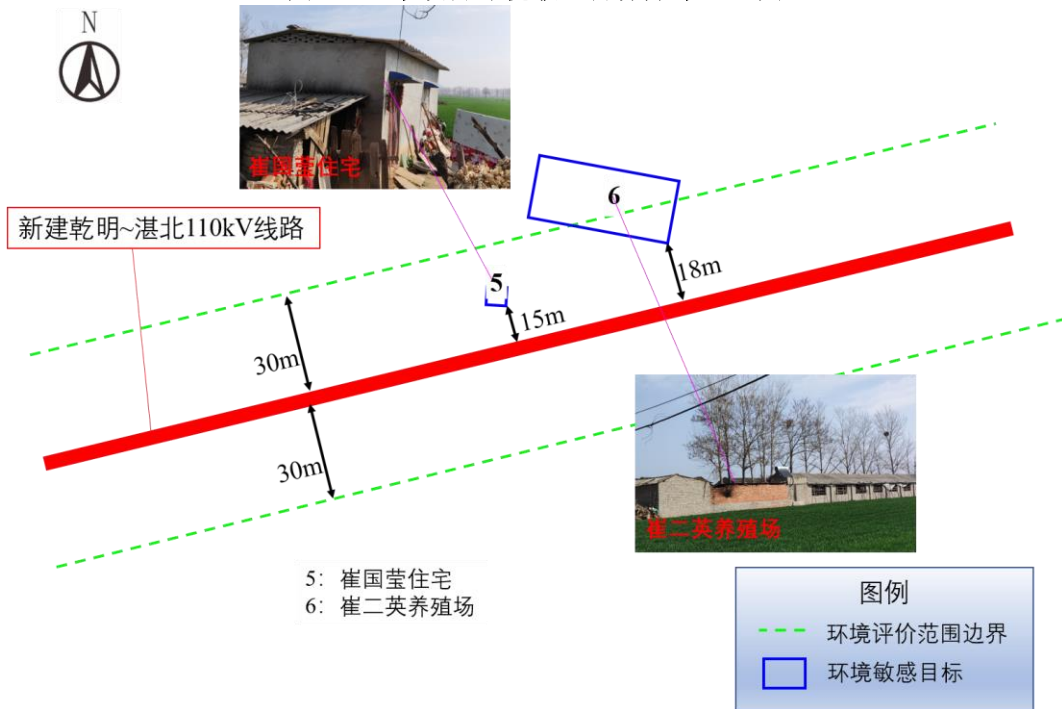 N
崔国莹住宅
6
新建乾明~湛北110kV线路
5
18m
15m
30m
30m
崔二英养殖场
5：崔国莹住宅
6：崔二英养殖场
图例
环境评价范围边界
环境敏感目标